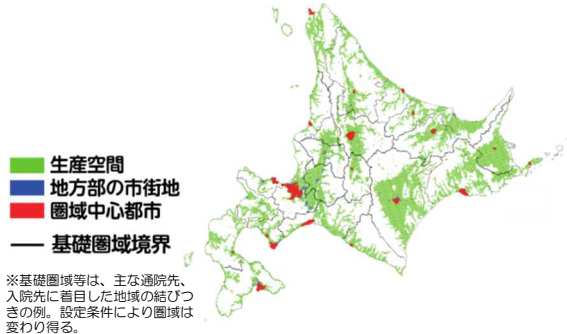 生産空間
地方部の市街地
圏域中心都市
基礎圏域境界
※基礎圏域等は、主な通院先、
入院先に着目した地域の結びつ
きの例。設定条件により圏域は
変わり得る。